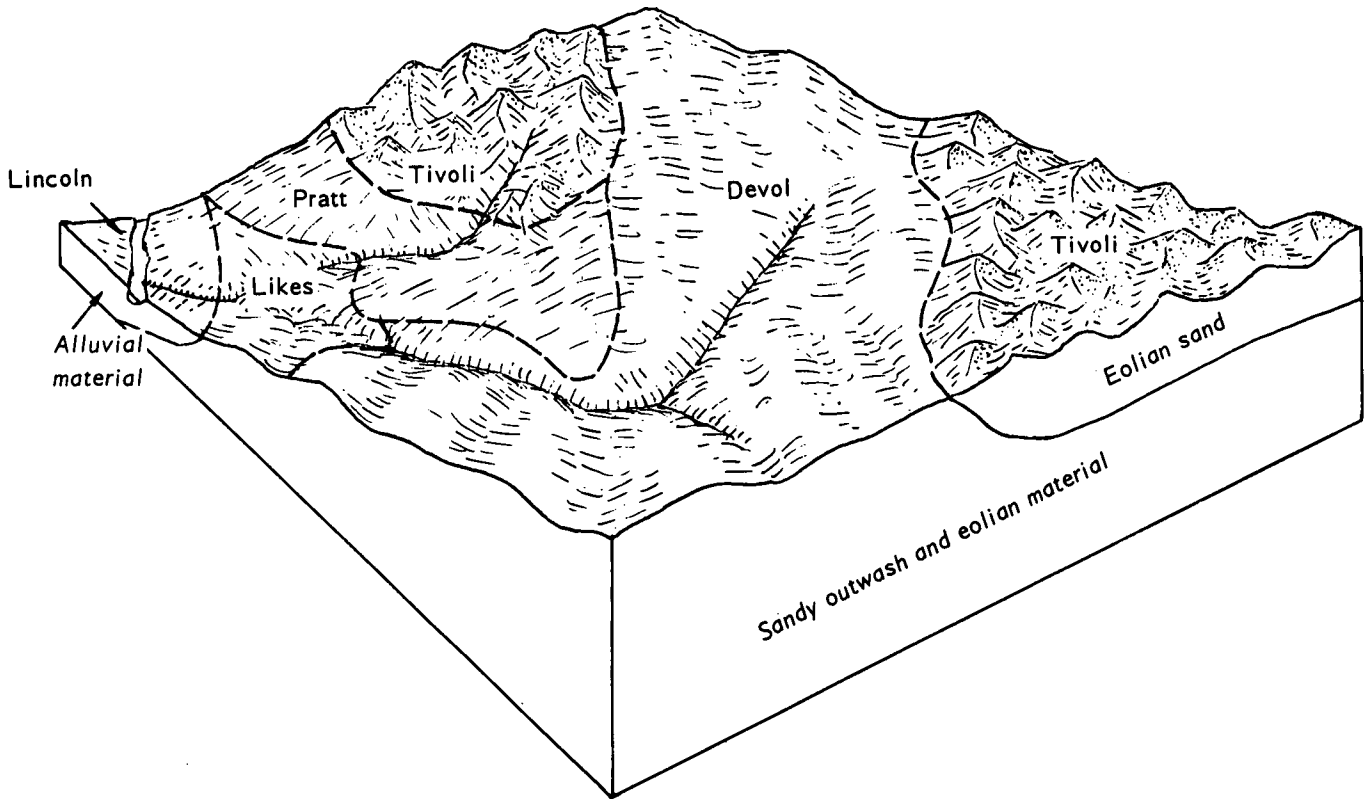 Lincoln
Pratt
Tivoli
Devol
Likes
Tivoli
Alluvial
material
Eolian sand
Sandy outwash and eolian material